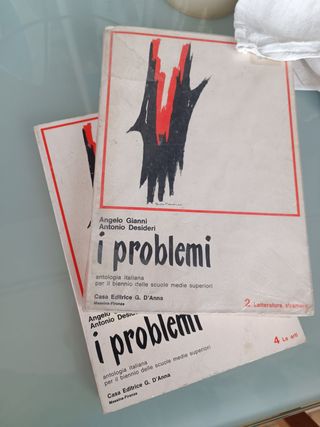 Angelo Gianni
Antonio Desideri
i problemi
antologia italiana
per il biennio delle scuole medie superiori
Casa Editrice G. D'Anna
Messina-Firenze
2. Letterature straniere
Angelo
Antonio Desid
i problemi
antologia italiana
per il biennio delle scuole medie superiori
Casa Editrice G. D'Anna
Messina-Firenze
4 Le arti